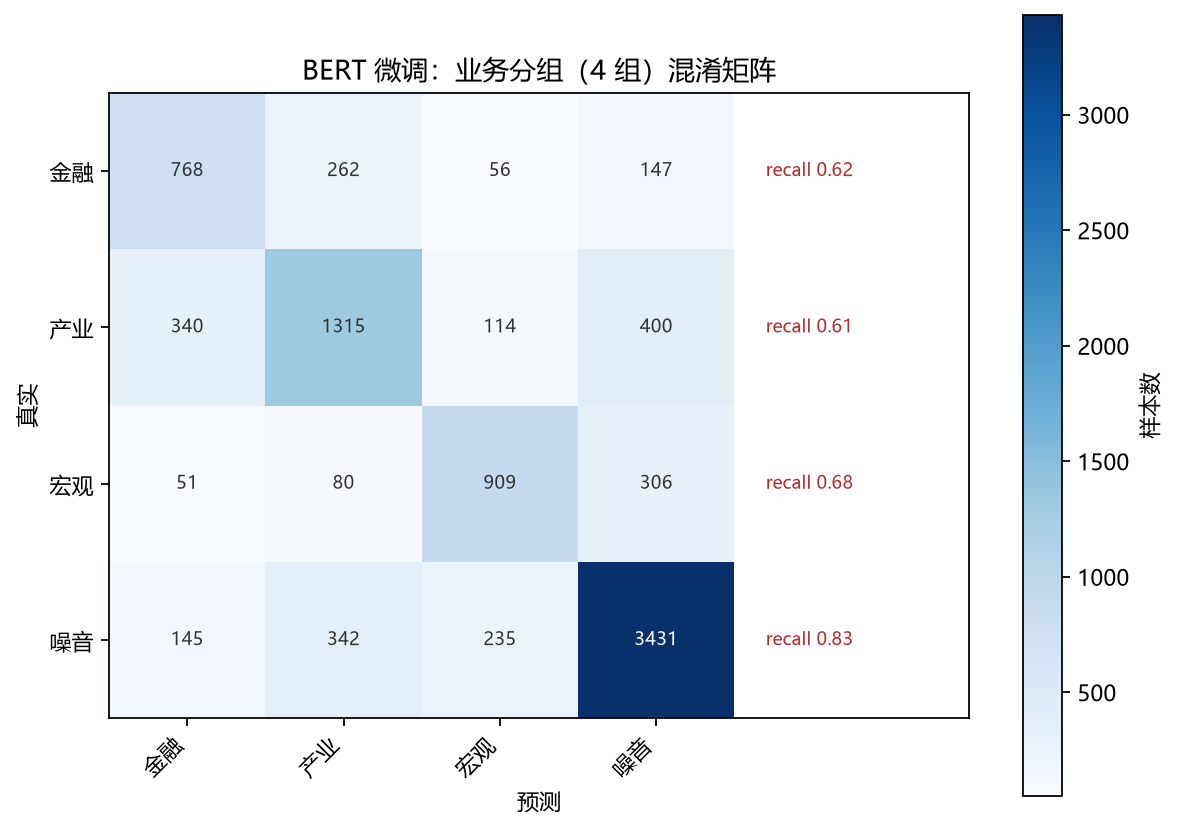 BERT 微调：业务分组（4 组）混淆矩阵
金融 768 262 56 147 recall 0.62
产业 340 1315 114 400 recall 0.61
宏观 51 80 909 306 recall 0.68
噪音 145 342 235 3431 recall 0.83
真实
金融 产业 宏观 噪音
预测
3000
2500
2000
1500
1000
500
样本数